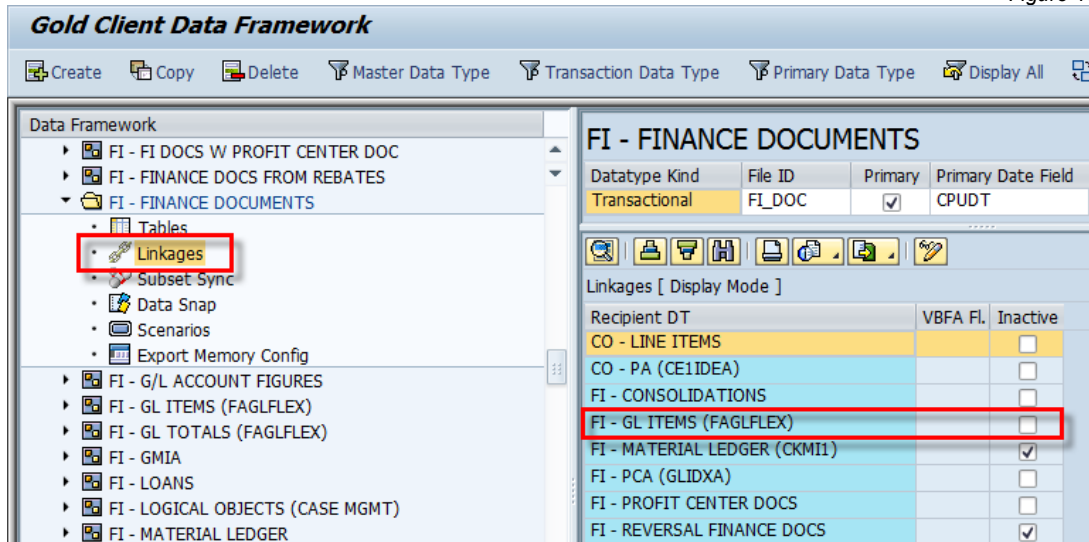 Gold Client Data Framework
Create Copy Delete Master Data Type Transaction Data Type Primary Data Type Display All
Data Framework
FI - FI DOCS W PROFIT CENTER DOC
FI - FINANCE DOCS FROM REBATES
FI - FINANCE DOCUMENTS
Tables
Linkages
Subset Sync
Data Snap
Scenarios
Export Memory Config
FI - G/L ACCOUNT FIGURES
FI - GL ITEMS (FAGLFLEX)
FI - GL TOTALS (FAGLFLEX)
FI - GMIA
FI - LOANS
FI - LOGICAL OBJECTS (CASE MGMT)
FI - MATERIAL LEDGER
FI - FINANCE DOCUMENTS
Datatype Kind File ID Primary Primary Date Field
Transactional FI_DOC CPUDT
Linkages [ Display Mode ]
Recipient DT VBFA Fl. Inactive
CO - LINE ITEMS
CO - PA (CE1IDEA)
FI - CONSOLIDATIONS
FI - GL ITEMS (FAGLFLEX)
FI - MATERIAL LEDGER (CKMI1)
FI - PCA (GLIDXA)
FI - PROFIT CENTER DOCS
FI - REVERSAL FINANCE DOCS